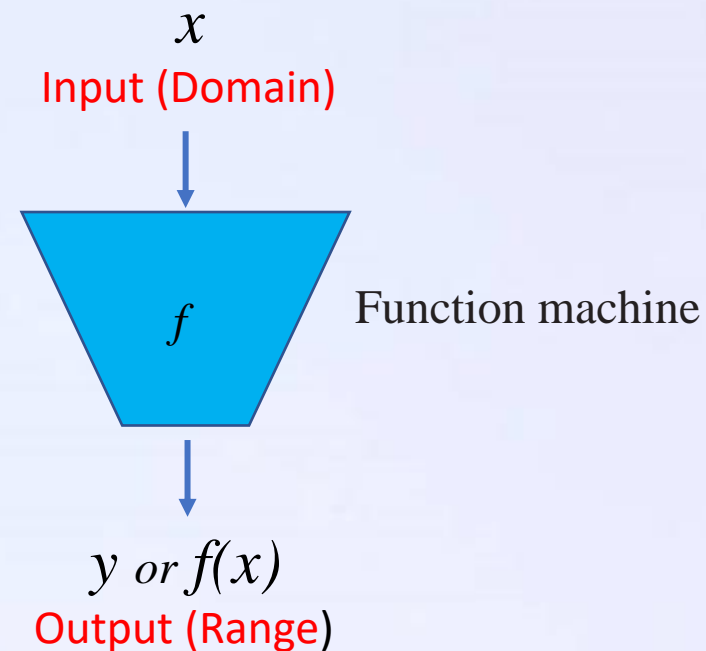 x
Input (Domain)
f
Function machine
y or f(x)
Output (Range)